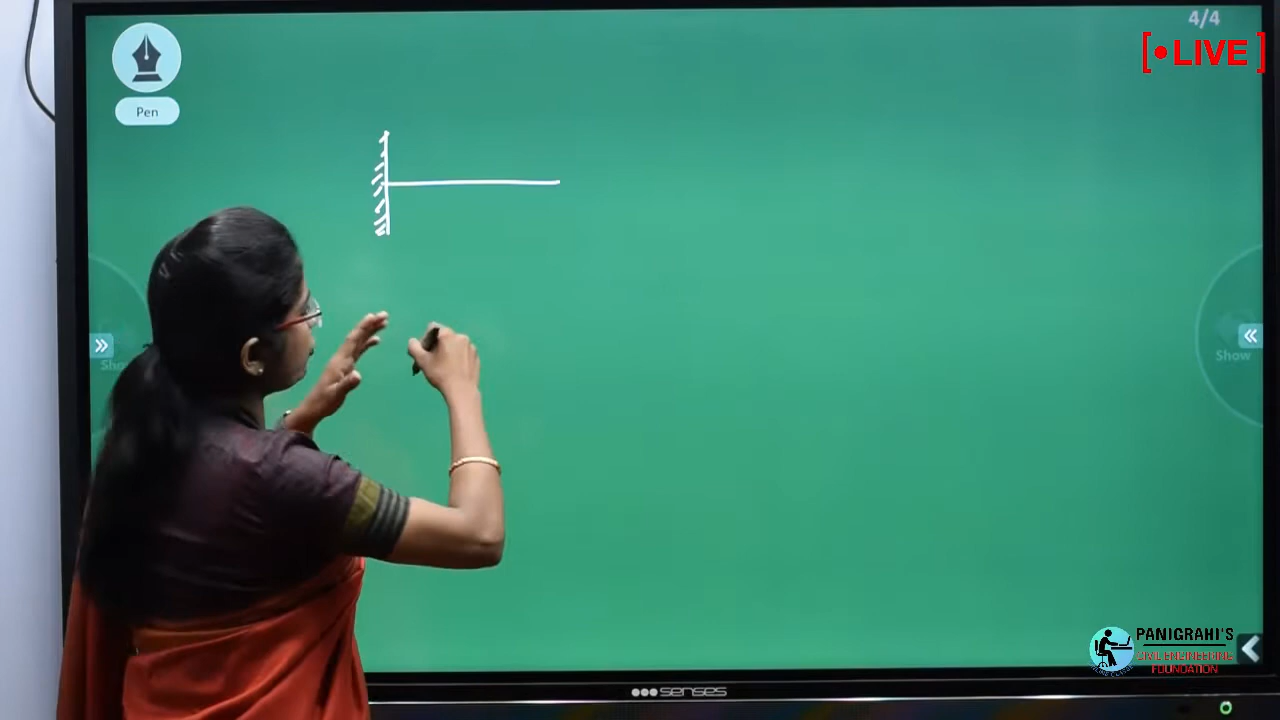 4/4
[•LIVE]
Pen
Show
Show
PANIGRAHI'S
CIVIL ENGINEERING
FOUNDATION
senses